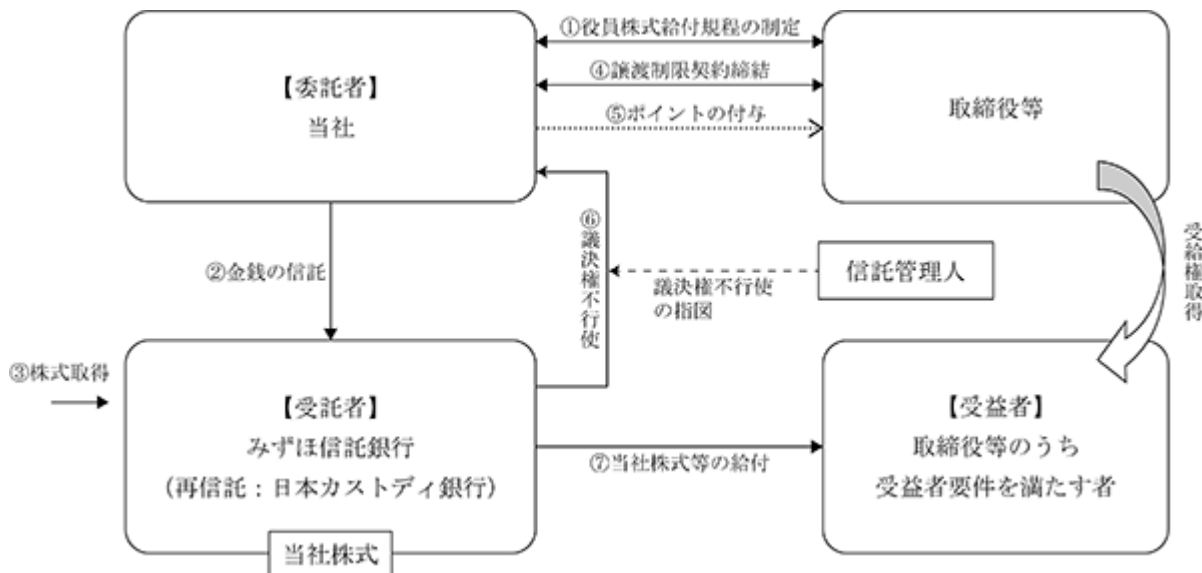 ①役員株式給付規程の制定
④譲渡制限契約締結
⑤ポイントの付与
【委託者】
当社
取締役等
②金銭の信託
⑥議決権不行使
議決権不行使
の指図
信託管理人
受給権取得
③株式取得
【受託者】
みずほ信託銀行
(再信託:日本カストディ銀行)
当社株式
⑦当社株式等の給付
【受益者】
取締役等のうち
受益者要件を満たす者